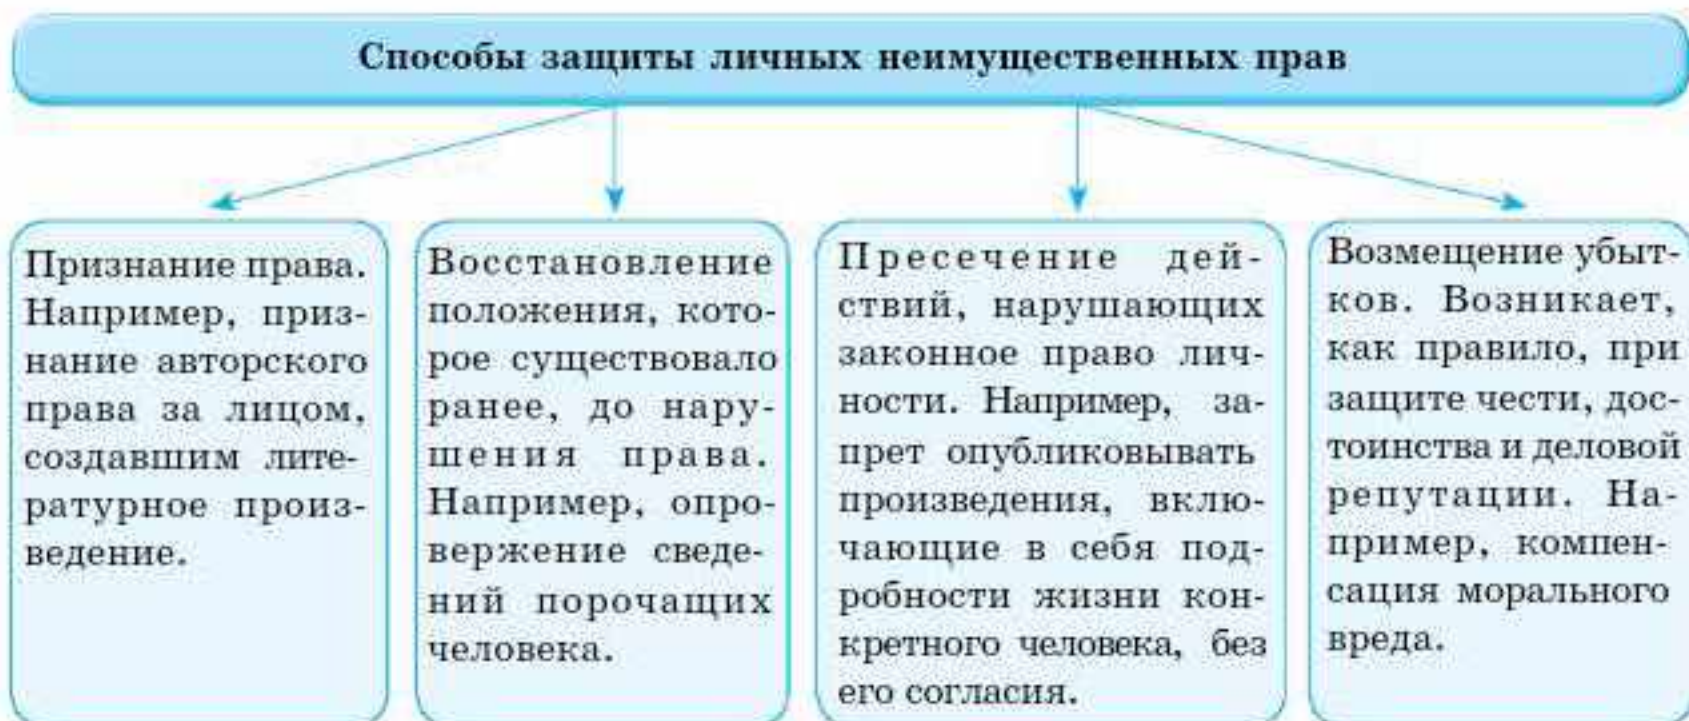 Способы защиты личных неимущественных прав
Признание права.
Например, приз-
нание авторского
права за лицом,
создавшим лите-
ратурное произ-
ведение.
Восстановление
положения, кото-
рое существовало
ранее, до нару-
шения права.
Например, опро-
вержение сведе-
ний порочащих
человека.
Пресечение дей-
ствий, нарушающих
законное право лич-
ности. Например, за-
прет опубликовывать
произведения, вклю-
чающие в себя под-
робности жизни кон-
кретного человека, без
его согласия.
Возмещение убыт-
ков. Возникает,
как правило, при
защите чести, дос-
тоинства и деловой
репутации. На-
пример, компен-
сация морального
вреда.